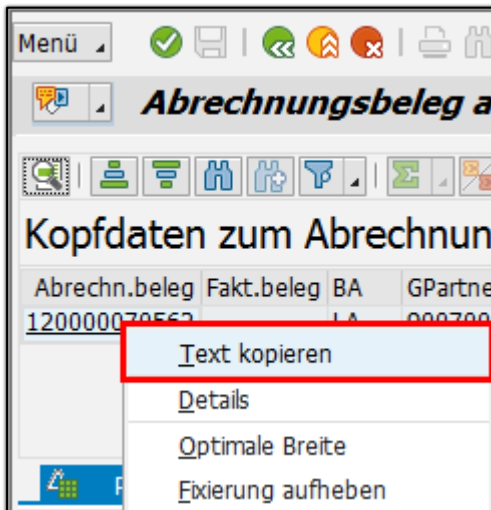 Menü
Abrechnungsbeleg a
Kopfdaten zum Abrechnun
Abrechn.beleg Fakt.beleg BA GPartne
Text kopieren
Details
Optimale Breite
Fixierung aufheben